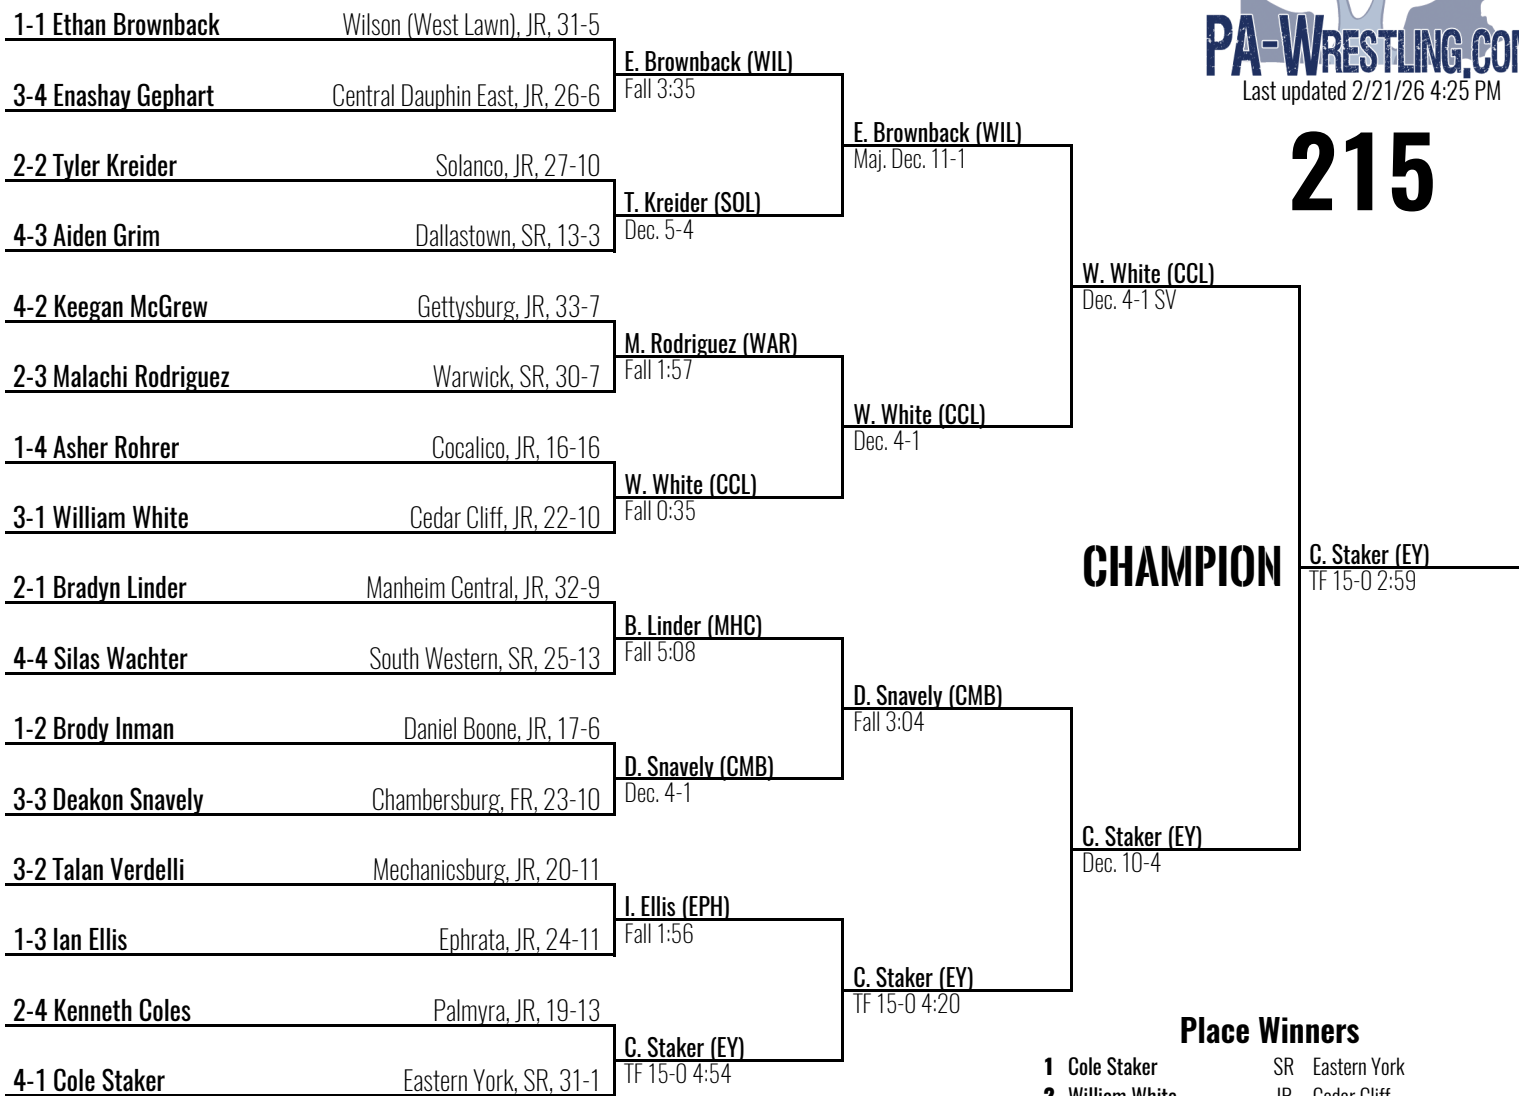 1-1 Ethan Brownback Wilson (West Lawn), JR, 31-5
E. Brownback (WIL)
Fall 3:35
3-4 Enashay Gephart Central Dauphin East, JR, 26-6
E. Brownback (WIL)
Maj. Dec. 11-1
2-2 Tyler Kreider Solanco, JR, 27-10
T. Kreider (SOL)
Dec. 5-4
4-3 Aiden Grim Dallastown, SR, 13-3
W. White (CCL)
Dec. 4-1 SV
4-2 Keegan McGrew Gettysburg, JR, 33-7
M. Rodriguez (WAR)
Fall 1:57
2-3 Malachi Rodriguez Warwick, SR, 30-7
W. White (CCL)
Dec. 4-1
1-4 Asher Rohrer Cocalico, JR, 16-16
W. White (CCL)
Fall 0:35
3-1 William White Cedar Cliff, JR, 22-10
CHAMPION
C. Staker (EY)
TF 15-0 2:59
2-1 Bradyn Linder Manheim Central, JR, 32-9
B. Linder (MHC)
Fall 5:08
4-4 Silas Wachter South Western, SR, 25-13
D. Snavely (CMB)
Fall 3:04
1-2 Brody Inman Daniel Boone, JR, 17-6
D. Snavely (CMB)
Dec. 4-1
3-3 Deakon Snavely Chambersburg, FR, 23-10
C. Staker (EY)
Dec. 10-4
3-2 Talan Verdelli Mechanicsburg, JR, 20-11
I. Ellis (EPH)
Fall 1:56
1-3 Ian Ellis Ephrata, JR, 24-11
C. Staker (EY)
TF 15-0 4:20
2-4 Kenneth Coles Palmyra, JR, 19-13
C. Staker (EY)
TF 15-0 4:54
4-1 Cole Staker Eastern York, SR, 31-1
PA-WRESTLING.CO
Last updated 2/21/26 4:25 PM
215
Place Winners
1 Cole Staker SR Eastern York
2 William White JR Cedar Cliff